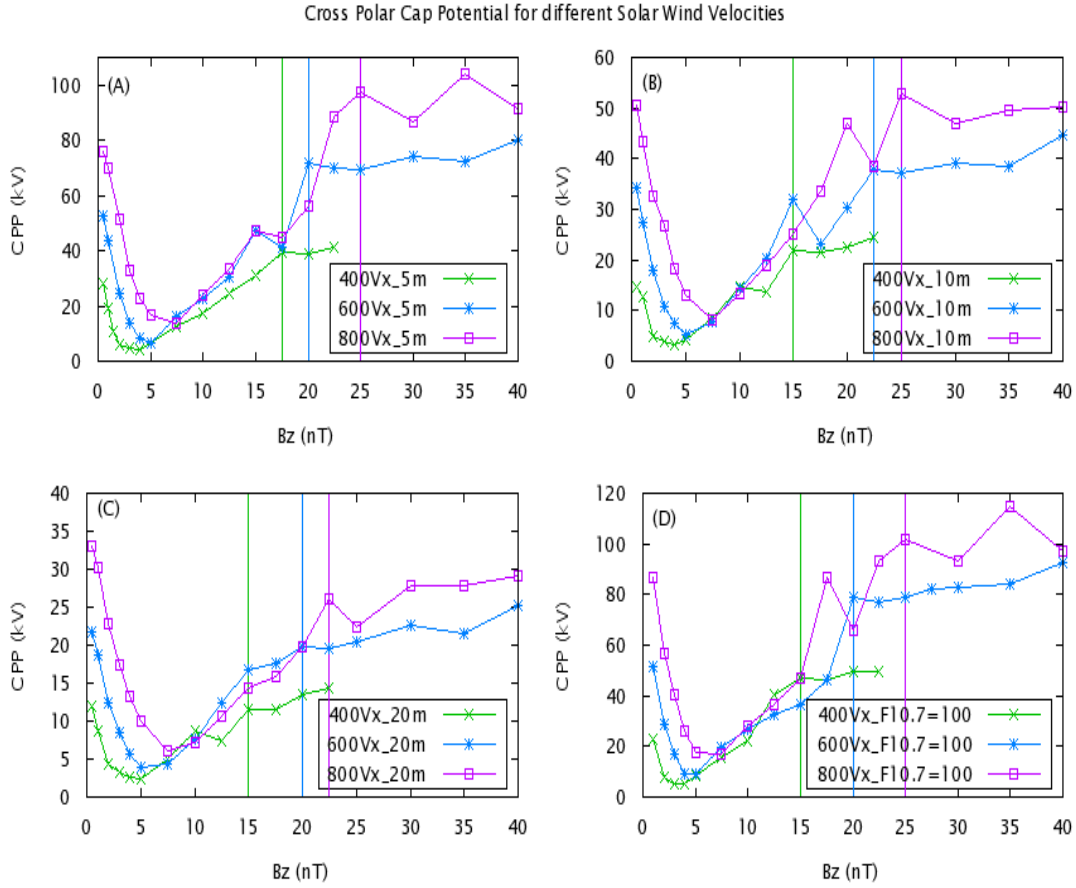 Cross Polar Cap Potential for different Solar Wind Velocities
(A)
CPP (kV)
100
80
60
40
20
0
400Vx_5m
600Vx_5m
800Vx_5m
0 5 10 15 20 25 30 35 40
Bz (nT)
(B)
CPP (kV)
60
50
40
30
20
10
0
400Vx_10m
600Vx_10m
800Vx_10m
0 5 10 15 20 25 30 35 40
Bz (nT)
(C)
CPP (kV)
40
35
30
25
20
15
10
5
0
400Vx_20m
600Vx_20m
800Vx_20m
0 5 10 15 20 25 30 35 40
Bz (nT)
(D)
CPP (kV)
120
100
80
60
40
20
0
400Vx_F10.7=100
600Vx_F10.7=100
800Vx_F10.7=100
0 5 10 15 20 25 30 35 40
Bz (nT)